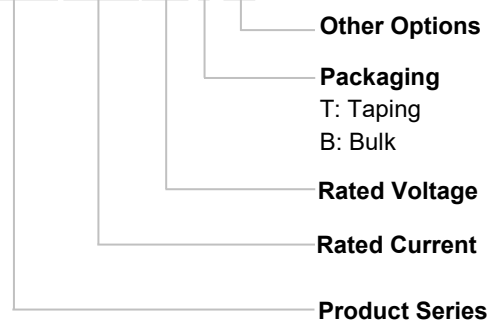 Other Options
Packaging
T: Taping
B: Bulk
Rated Voltage
Rated Current
Product Series